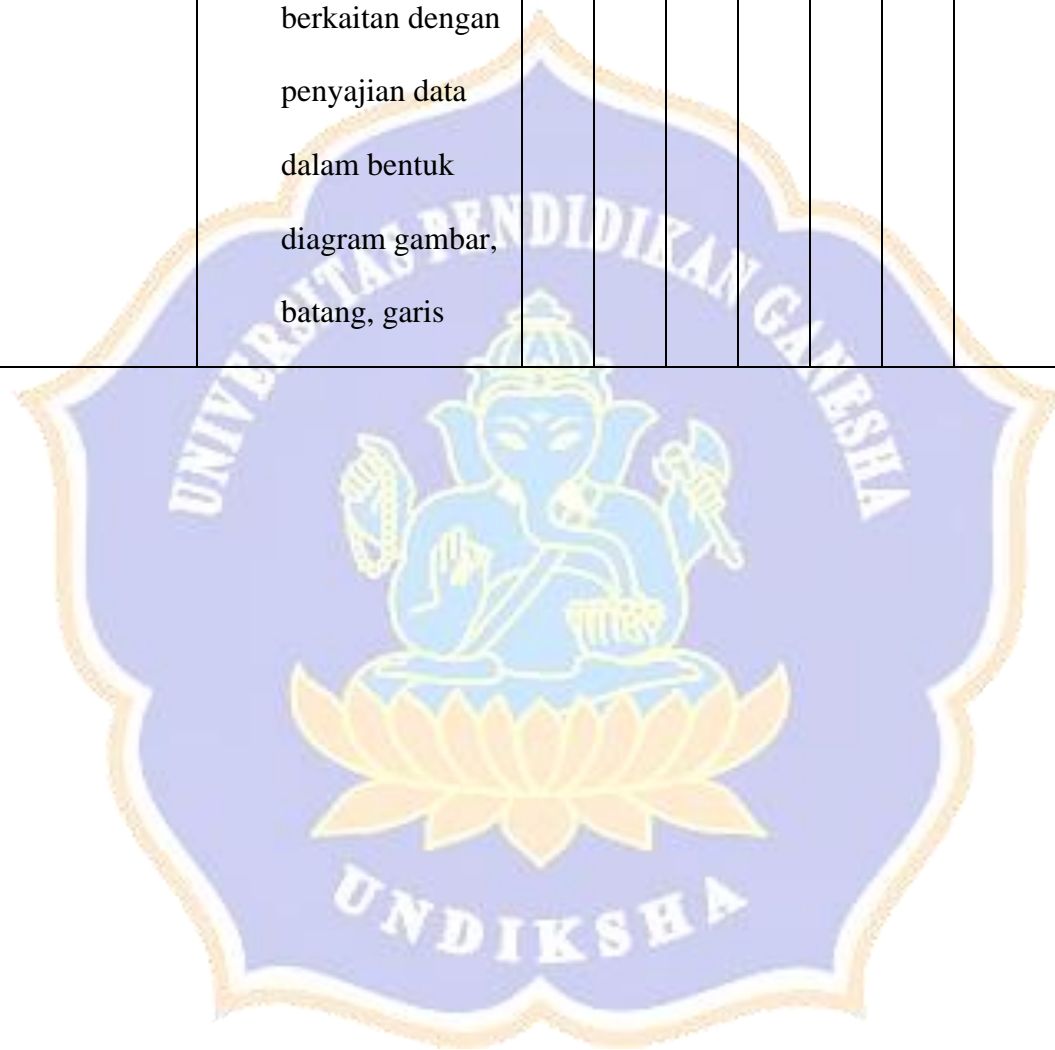 berkaitan dengan
penyajian data
dalam bentuk
diagram gambar,
batang, garis
UNIVERSITAS PENDIDIKAN GANESHA
UNDIKSHA